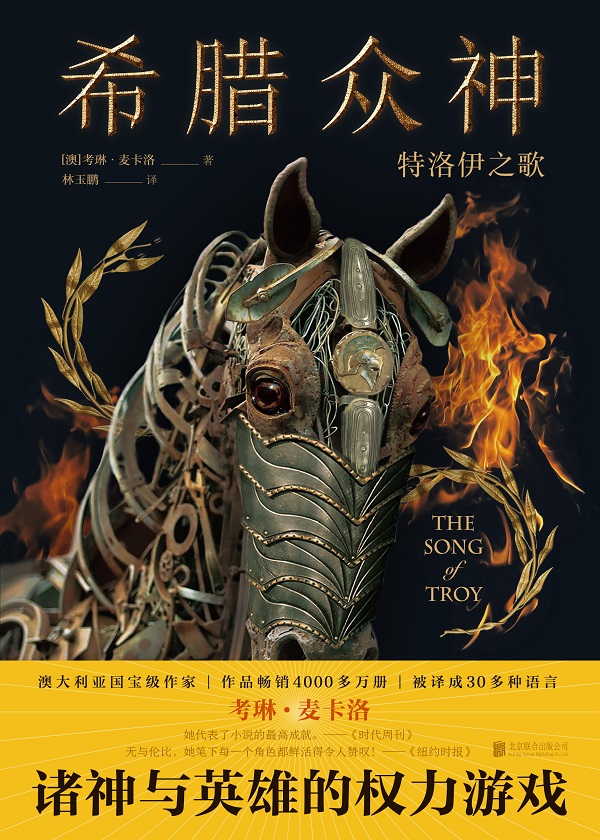 希腊众神
[澳]考琳·麦卡洛 著
林玉鹏 译
特洛伊之歌
THE
SONG
of
TROY
澳大利亚国宝级作家 | 作品畅销4000多万册 | 被译成30多种语言
考琳·麦卡洛
她代表了小说的最高成就。——《时代周刊》
无与伦比，她笔下每一个角色都鲜活得令人赞叹！——《纽约时报》
北京联合出版公司
诸神与英雄的权力游戏